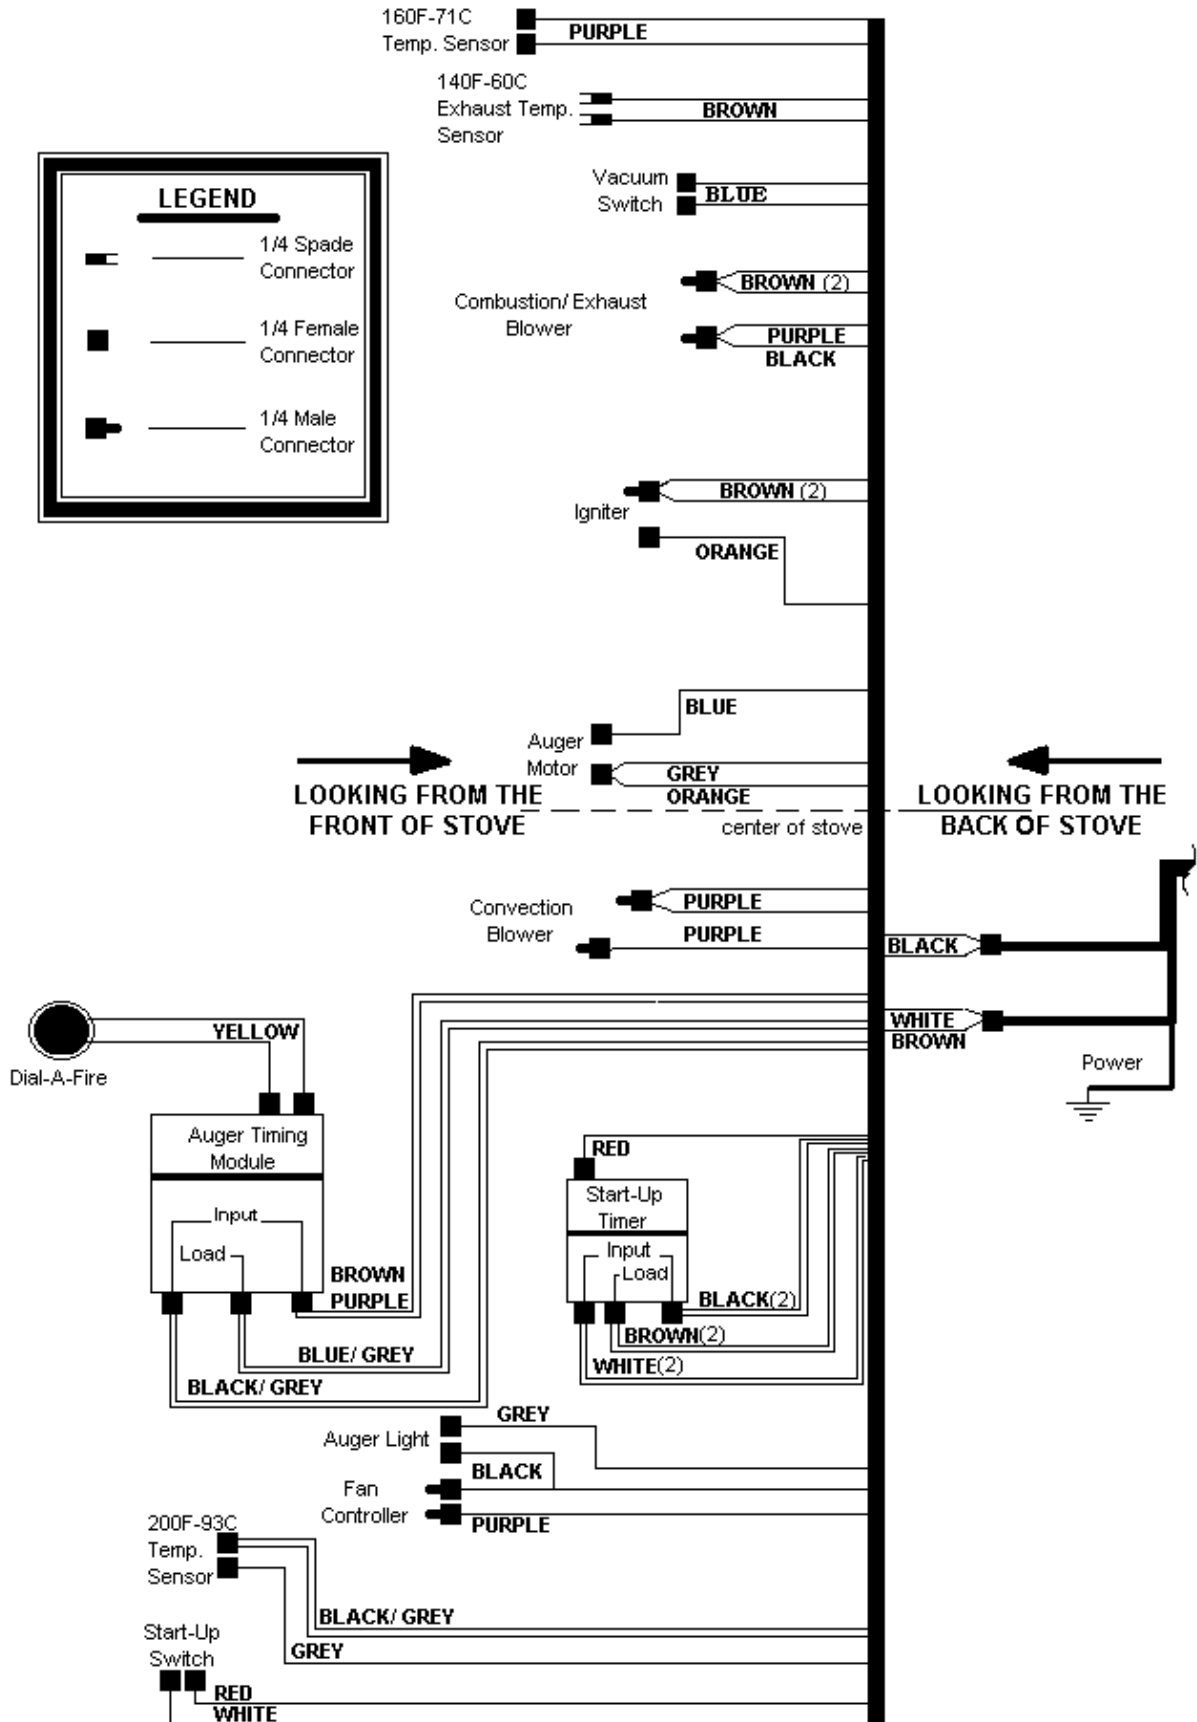 160F-71C
Temp. Sensor
PURPLE
140F-60C
Exhaust Temp.
Sensor
BROWN
Vacuum
Switch
BLUE
LEGEND
1/4 Spade
Connector
1/4 Female
Connector
1/4 Male
Connector
Combustion/ Exhaust
Blower
BROWN (2)
PURPLE
BLACK
Igniter
BROWN (2)
ORANGE
BLUE
Auger
Motor
GREY
ORANGE
LOOKING FROM THE
FRONT OF STOVE
center of stove
LOOKING FROM THE
BACK OF STOVE
Convection
Blower
PURPLE
PURPLE
BLACK
WHITE
BROWN
Power
YELLOW
Dial-A-Fire
Auger Timing
Module
Input
Load
BROWN
PURPLE
BLUE/ GREY
BLACK/ GREY
RED
Start-Up
Timer
Input
Load
BLACK(2)
BROWN(2)
WHITE(2)
Auger Light
GREY
BLACK
Fan
Controller
PURPLE
200F-93C
Temp.
Sensor
BLACK/ GREY
GREY
Start-Up
Switch
RED
WHITE